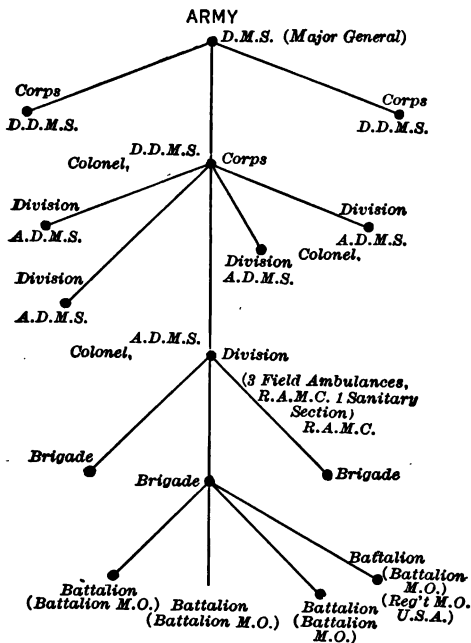 ARMY
D.M.S. (Major General)
Corps
D.D.M.S.
Corps
D.D.M.S.
Colonel, D.D.M.S.
Corps
Division
A.D.M.S.
Division
A.D.M.S.
Colonel,
Division
A.D.M.S.
Division
A.D.M.S.
Colonel, A.D.M.S.
Division
(3 Field Ambulances,
R.A.M.C. 1 Sanitary
Section)
R.A.M.C.
Brigade
Brigade
Brigade
Battalion
(Battalion M.O.)
Battalion
(Battalion M.O.)
Battalion
(Battalion
M.O.)
Battalion
(Battalion
M.O.)
(Reg't M.O.
U.S.A.)